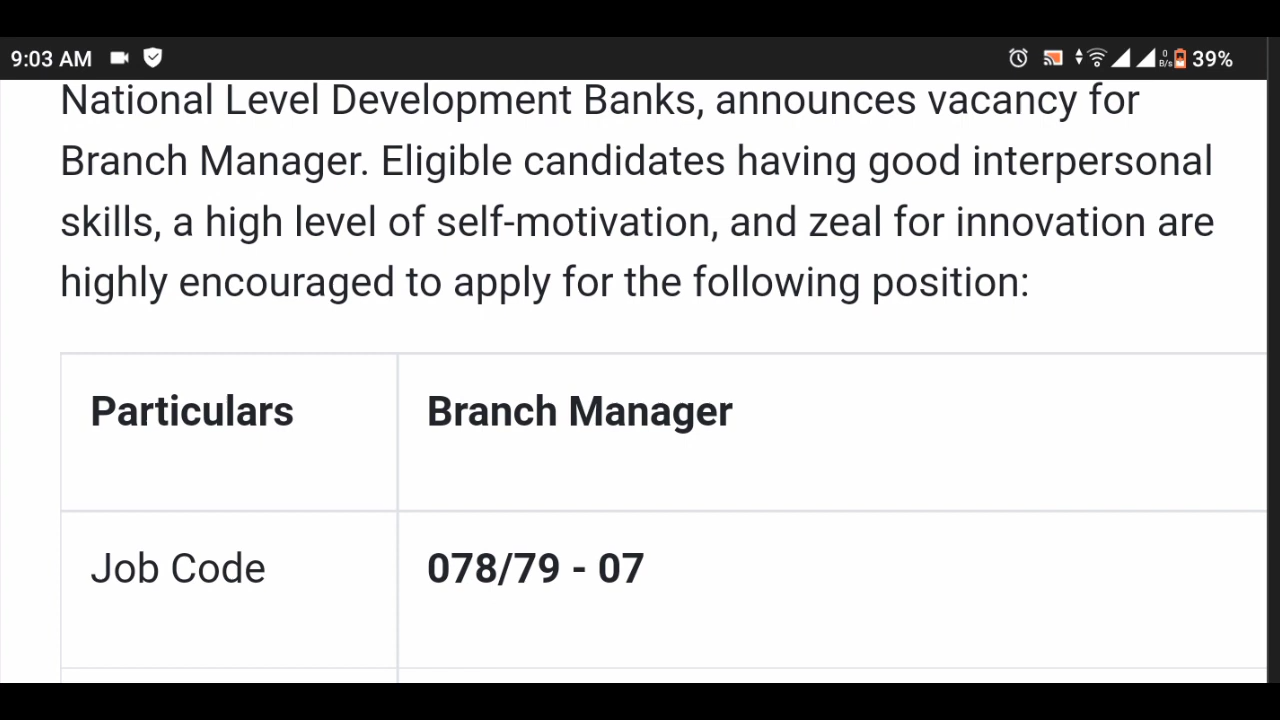 9:03 AM 0 B/s 39%
National Level Development Banks, announces vacancy for
Branch Manager. Eligible candidates having good interpersonal
skills, a high level of self-motivation, and zeal for innovation are
highly encouraged to apply for the following position:
Particulars Branch Manager
Job Code 078/79 - 07